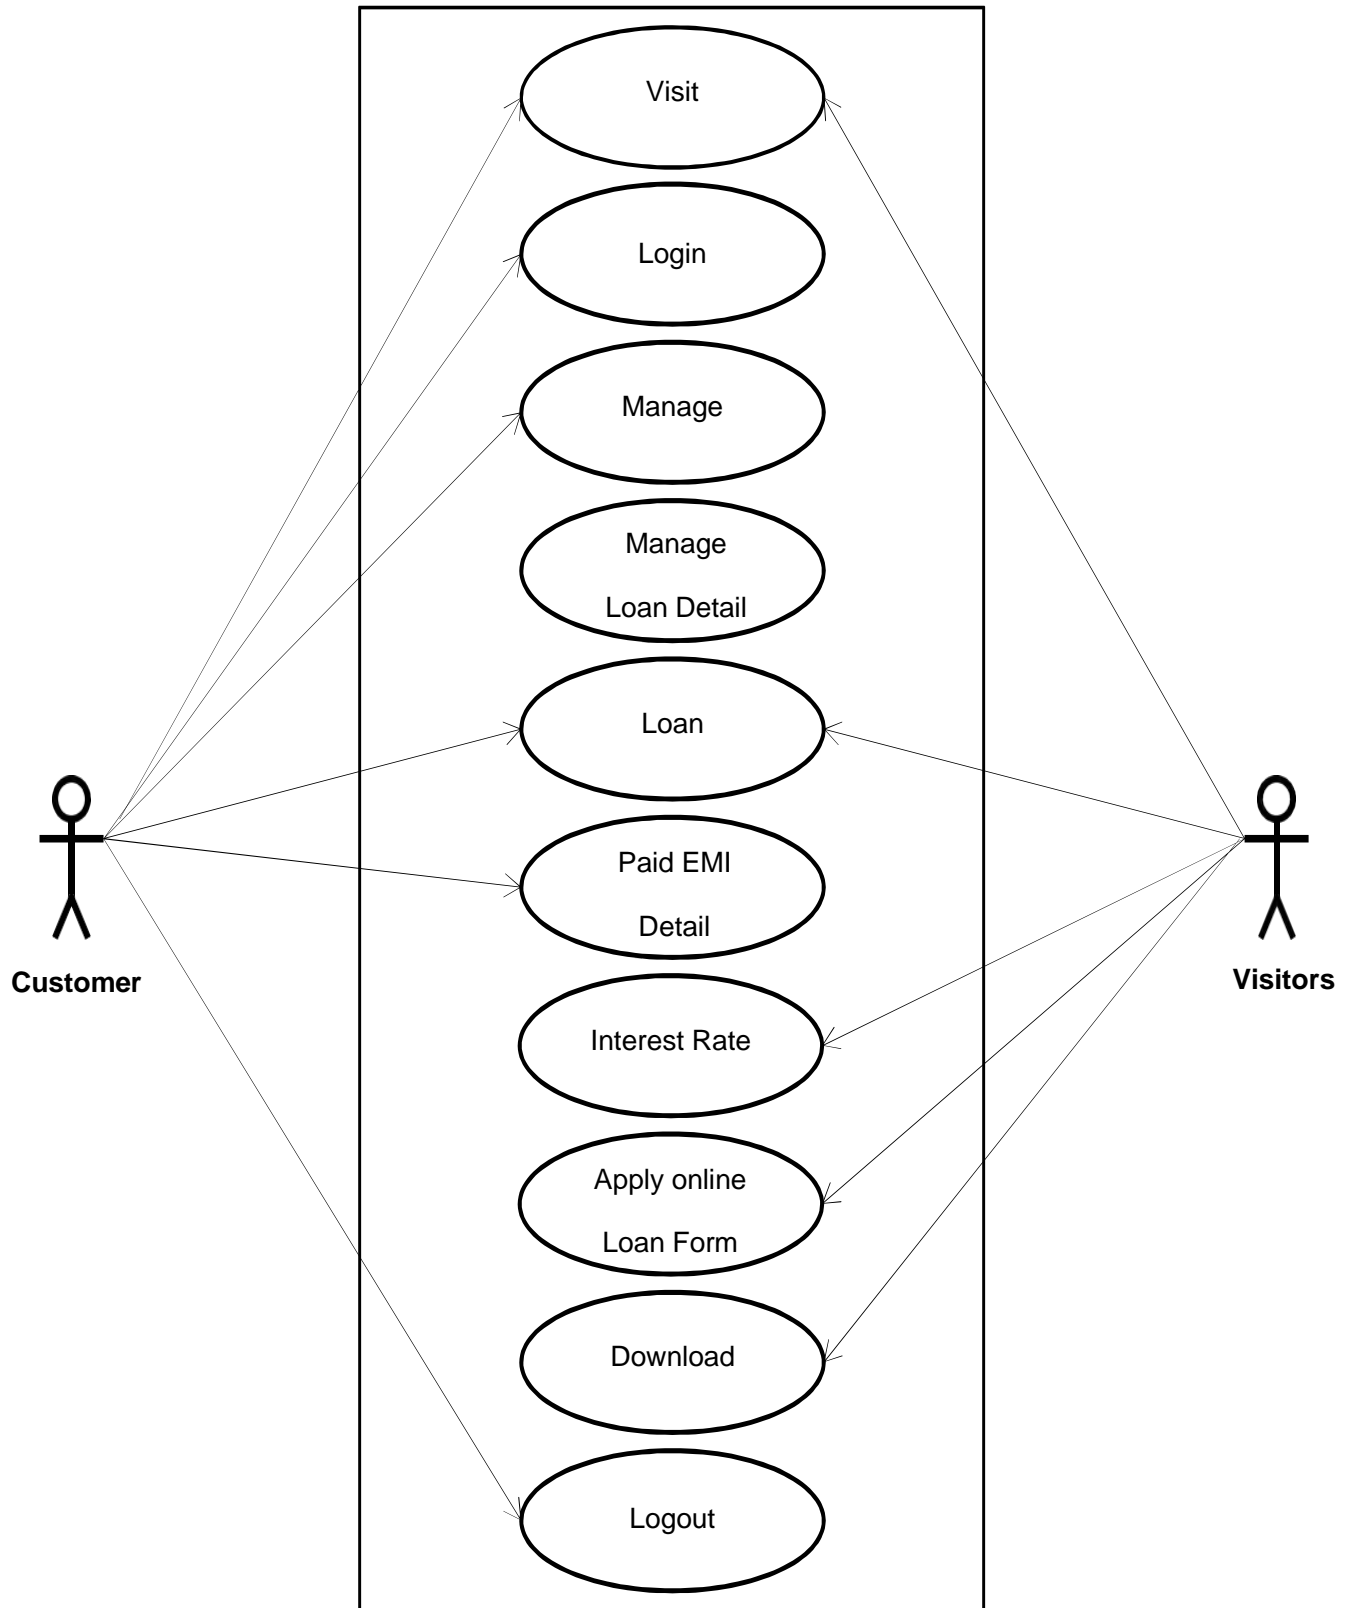 Visit
Login
Manage
Manage
Loan Detail
Loan
Paid EMI
Detail
Customer
Visitors
Interest Rate
Apply online
Loan Form
Download
Logout